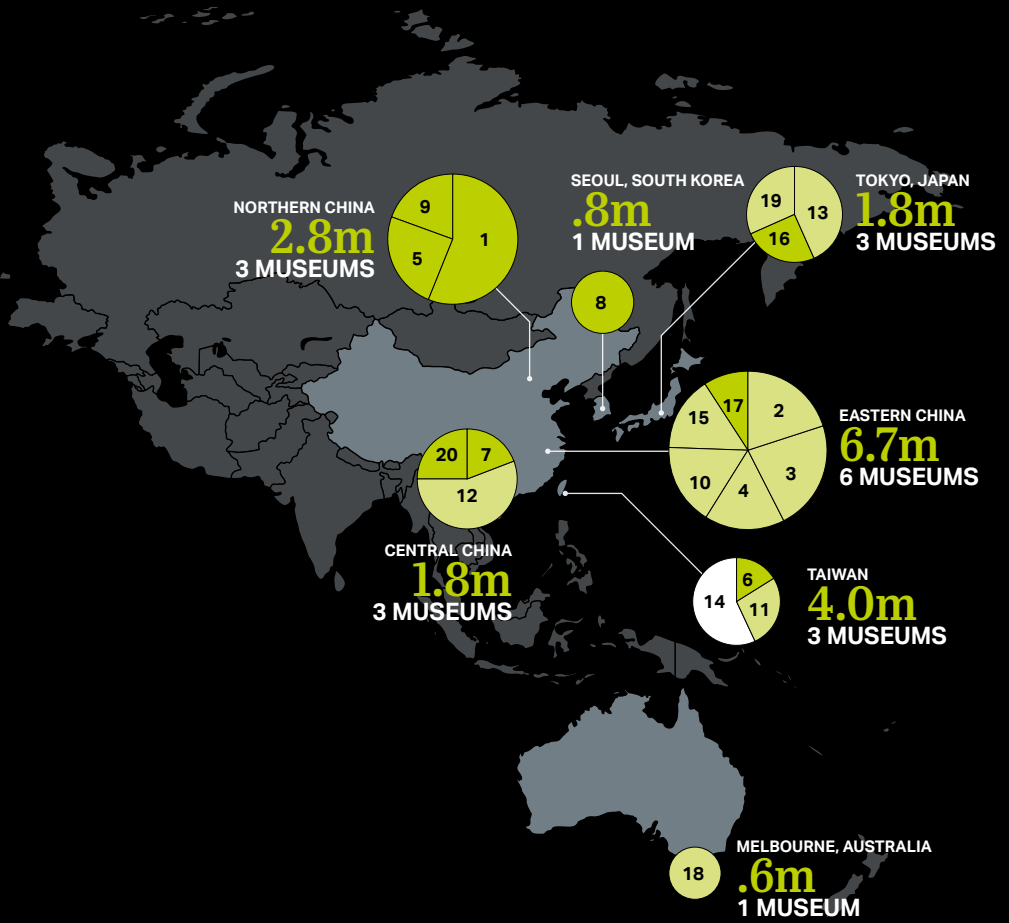 NORTHERN CHINA
2.8m
3 MUSEUMS
9
1
5
SEOUL, SOUTH KOREA
.8m
1 MUSEUM
8
19
13
16
TOKYO, JAPAN
1.8m
3 MUSEUMS
17
2
15
3
10
4
EASTERN CHINA
6.7m
6 MUSEUMS
20
7
12
CENTRAL CHINA
1.8m
3 MUSEUMS
6
14
11
TAIWAN
4.0m
3 MUSEUMS
18
MELBOURNE, AUSTRALIA
.6m
1 MUSEUM